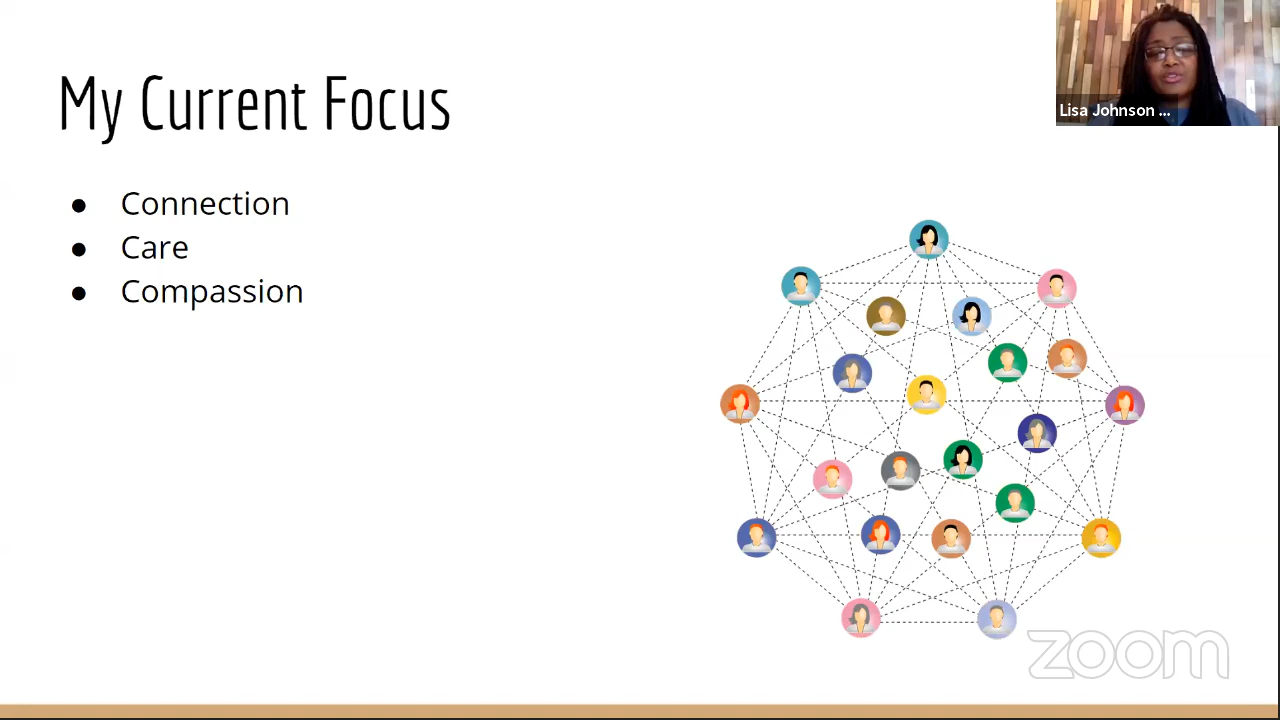 My Current Focus
Lisa Johnson ...
● Connection
● Care
● Compassion
zoom